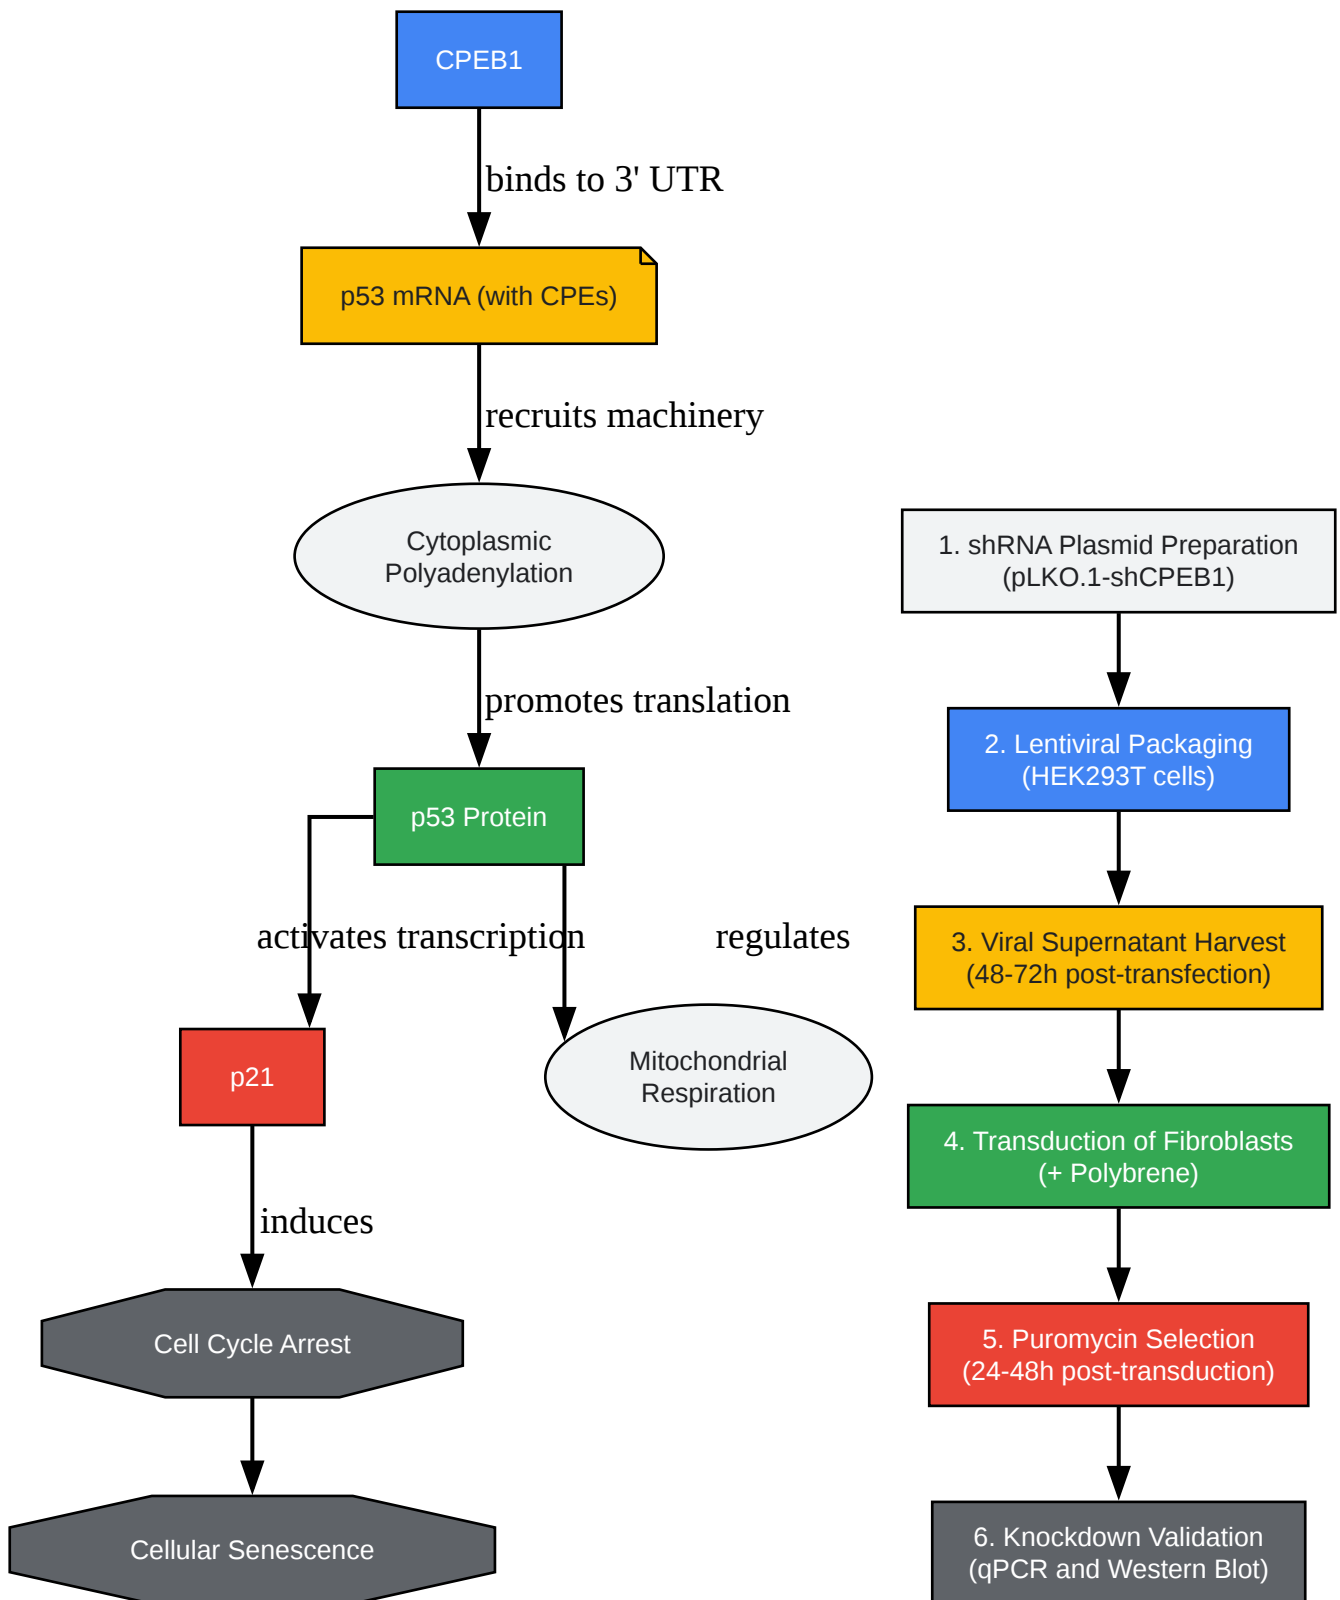 CPEB1
binds to 3' UTR
p53 mRNA (with CPEs)
recruits machinery
Cytoplasmic
Polyadenylation
promotes translation
p53 Protein
activates transcription
regulates
p21
Mitochondrial
Respiration
induces
Cell Cycle Arrest
Cellular Senescence
1. shRNA Plasmid Preparation
(pLKO.1-shCPEB1)
2. Lentiviral Packaging
(HEK293T cells)
3. Viral Supernatant Harvest
(48-72h post-transfection)
4. Transduction of Fibroblasts
(+ Polybrene)
5. Puromycin Selection
(24-48h post-transduction)
6. Knockdown Validation
(qPCR and Western Blot)